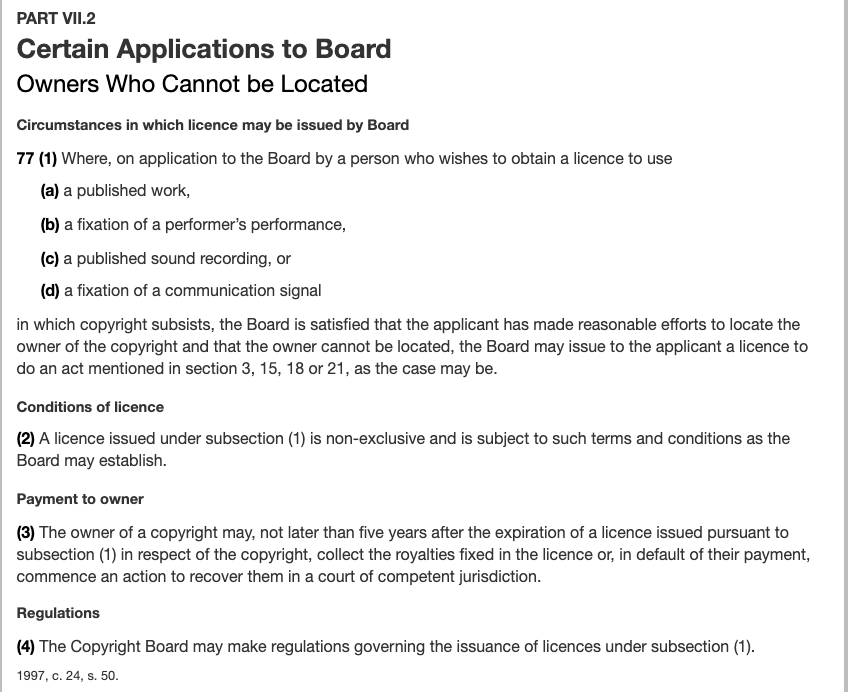 PART VII.2
Certain Applications to Board
Owners Who Cannot be Located
Circumstances in which licence may be issued by Board
77 (1) Where, on application to the Board by a person who wishes to obtain a licence to use
(a) a published work,
(b) a fixation of a performer’s performance,
(c) a published sound recording, or
(d) a fixation of a communication signal
in which copyright subsists, the Board is satisfied that the applicant has made reasonable efforts to locate the
owner of the copyright and that the owner cannot be located, the Board may issue to the applicant a licence to
do an act mentioned in section 3, 15, 18 or 21, as the case may be.
Conditions of licence
(2) A licence issued under subsection (1) is non-exclusive and is subject to such terms and conditions as the
Board may establish.
Payment to owner
(3) The owner of a copyright may, not later than five years after the expiration of a licence issued pursuant to
subsection (1) in respect of the copyright, collect the royalties fixed in the licence or, in default of their payment,
commence an action to recover them in a court of competent jurisdiction.
Regulations
(4) The Copyright Board may make regulations governing the issuance of licences under subsection (1).
1997, c. 24, s. 50.